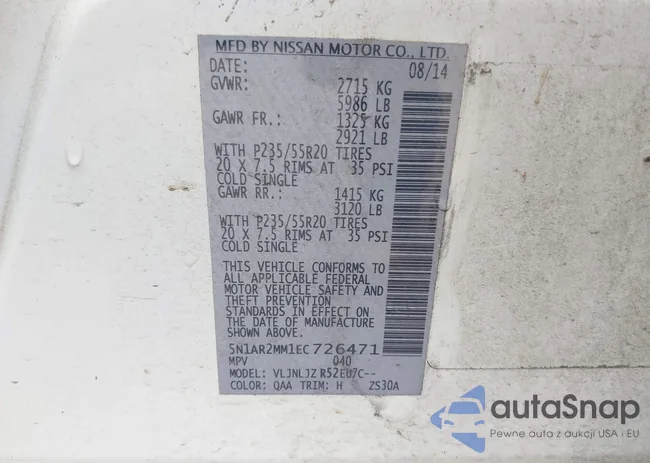 MFD BY NISSAN MOTOR CO., LTD.
DATE: 08/14
GVWR: 2715 KG
5986 LB
GAWR FR.: 1325 KG
2921 LB
WITH P235/55R20 TIRES
20 X 7.5 RIMS AT 35 PSI
COLD SINGLE
GAWR RR.: 1415 KG
3120 LB
WITH P235/55R20 TIRES
20 X 7.5 RIMS AT 35 PSI
COLD SINGLE
THIS VEHICLE CONFORMS TO
ALL APPLICABLE FEDERAL
MOTOR VEHICLE SAFETY AND
THEFT PREVENTION
STANDARDS IN EFFECT ON THE
DATE OF MANUFACTURE
SHOWN ABOVE.
5N1AR2MM1EC726471
MPV 040
MODEL: VLJNLJZ R52EU7C--
COLOR: QAA TRIM: H ZS30A
autoSnap
Pewne auto z aukcji USA i EU